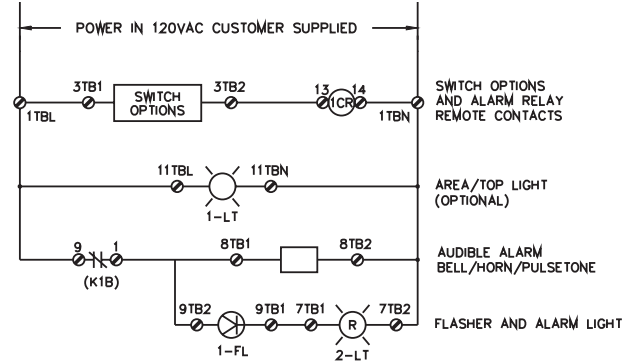 POWER IN 120VAC CUSTOMER SUPPLIED
3TB1 SWITCH OPTIONS 3TB2 13 1CR 14 SWITCH OPTIONS
AND ALARM RELAY
1TBL 1TBN REMOTE CONTACTS
11TBL 11TBN AREA/TOP LIGHT
1-LT (OPTIONAL)
9 1 8TB1 8TB2 AUDIBLE ALARM
BELL/HORN/PULSETONE
(K1B)
9TB2 9TB1 7TB1 R 7TB2 FLASHER AND ALARM LIGHT
1-FL 2-LT